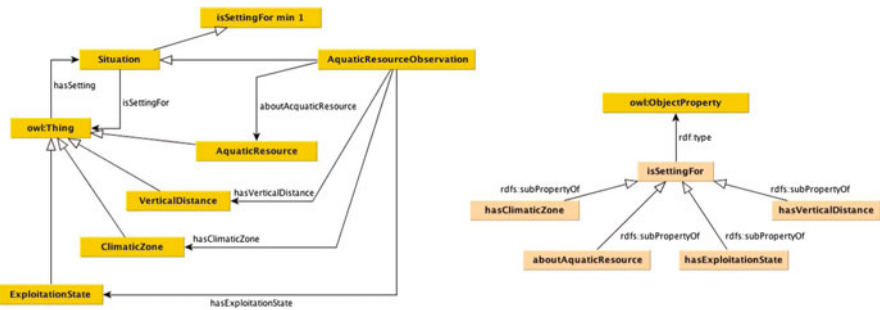 isSettingFor min 1
Situation
AquaticResourceObservation
hasSetting
isSettingFor
aboutAcquaticResource
owl:Thing
AquaticResource
hasVerticalDistance
VerticalDistance
hasClimaticZone
ClimaticZone
ExploitationState
hasExploitationState
owl:ObjectProperty
rdf:type
isSettingFor
rdfs:subPropertyOf
rdfs:subPropertyOf
hasClimaticZone
hasVerticalDistance
rdfs:subPropertyOf
rdfs:subPropertyOf
aboutAquaticResource
hasExploitationState